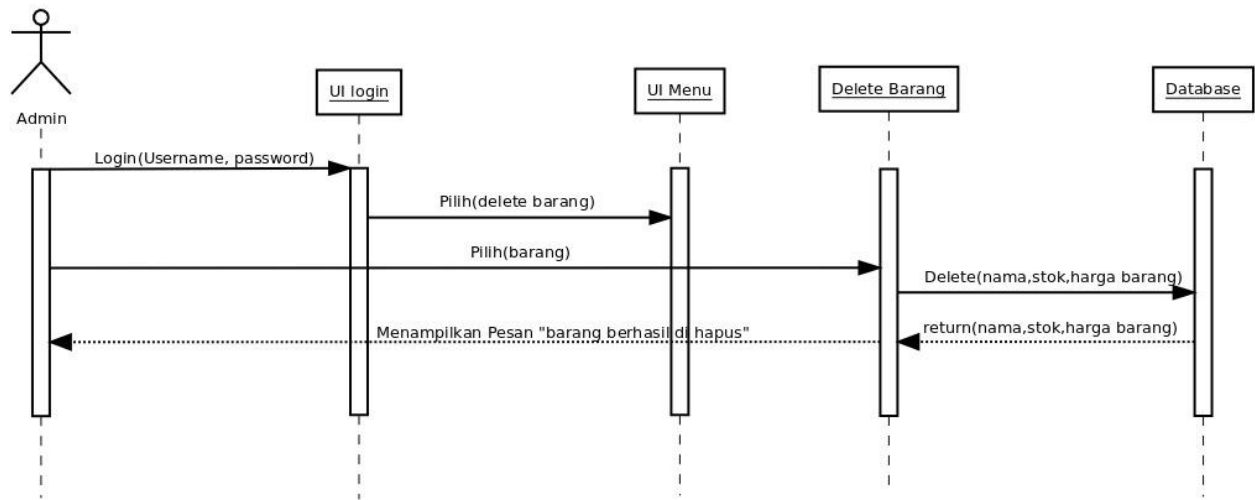 Admin
UI login
UI Menu
Delete Barang
Database
Login(Username, password)
Pilih(delete barang)
Pilih(barang)
Delete(nama,stok,harga barang)
return(nama,stok,harga barang)
Menampilkan Pesan "barang berhasil di hapus"